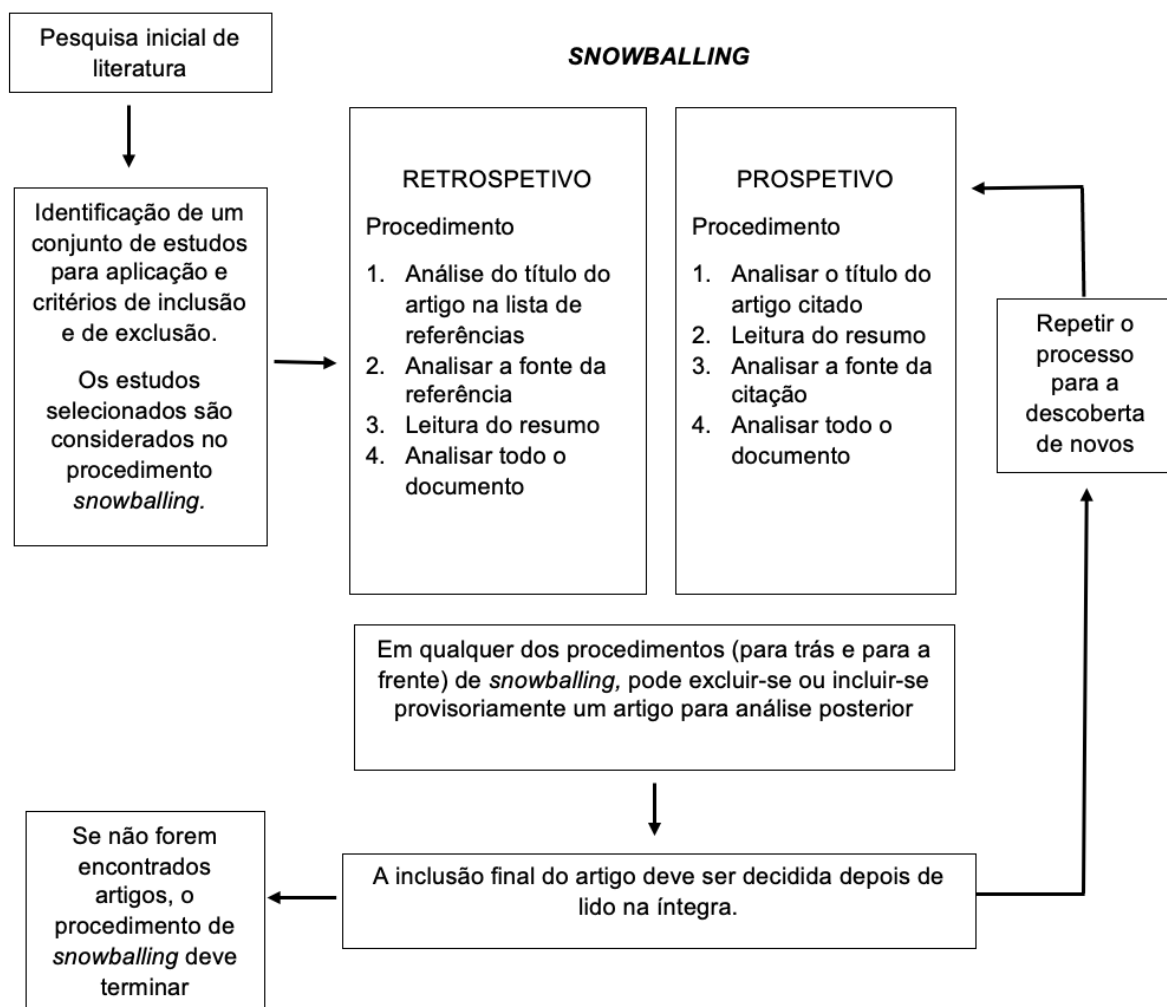 Pesquisa inicial de
literatura
SNOWBALLING
Identificação de um
conjunto de estudos
para aplicação e
critérios de inclusão
e de exclusão.
Os estudos
selecionados são
considerados no
procedimento
snowballing.
RETROSPETIVO
Procedimento
1. Análise do título do
artigo na lista de
referências
2. Analisar a fonte da
referência
3. Leitura do resumo
4. Analisar todo o
documento
PROSPETIVO
Procedimento
1. Analisar o título do
artigo citado
2. Leitura do resumo
3. Analisar a fonte da
citação
4. Analisar todo o
documento
Repetir o
processo
para a
descoberta
de novos
Em qualquer dos procedimentos (para trás e para a
frente) de snowballing, pode excluir-se ou incluir-se
provisoriamente um artigo para análise posterior
A inclusão final do artigo deve ser decidida depois de
lido na íntegra.
Se não forem
encontrados
artigos, o
procedimento de
snowballing deve
terminar